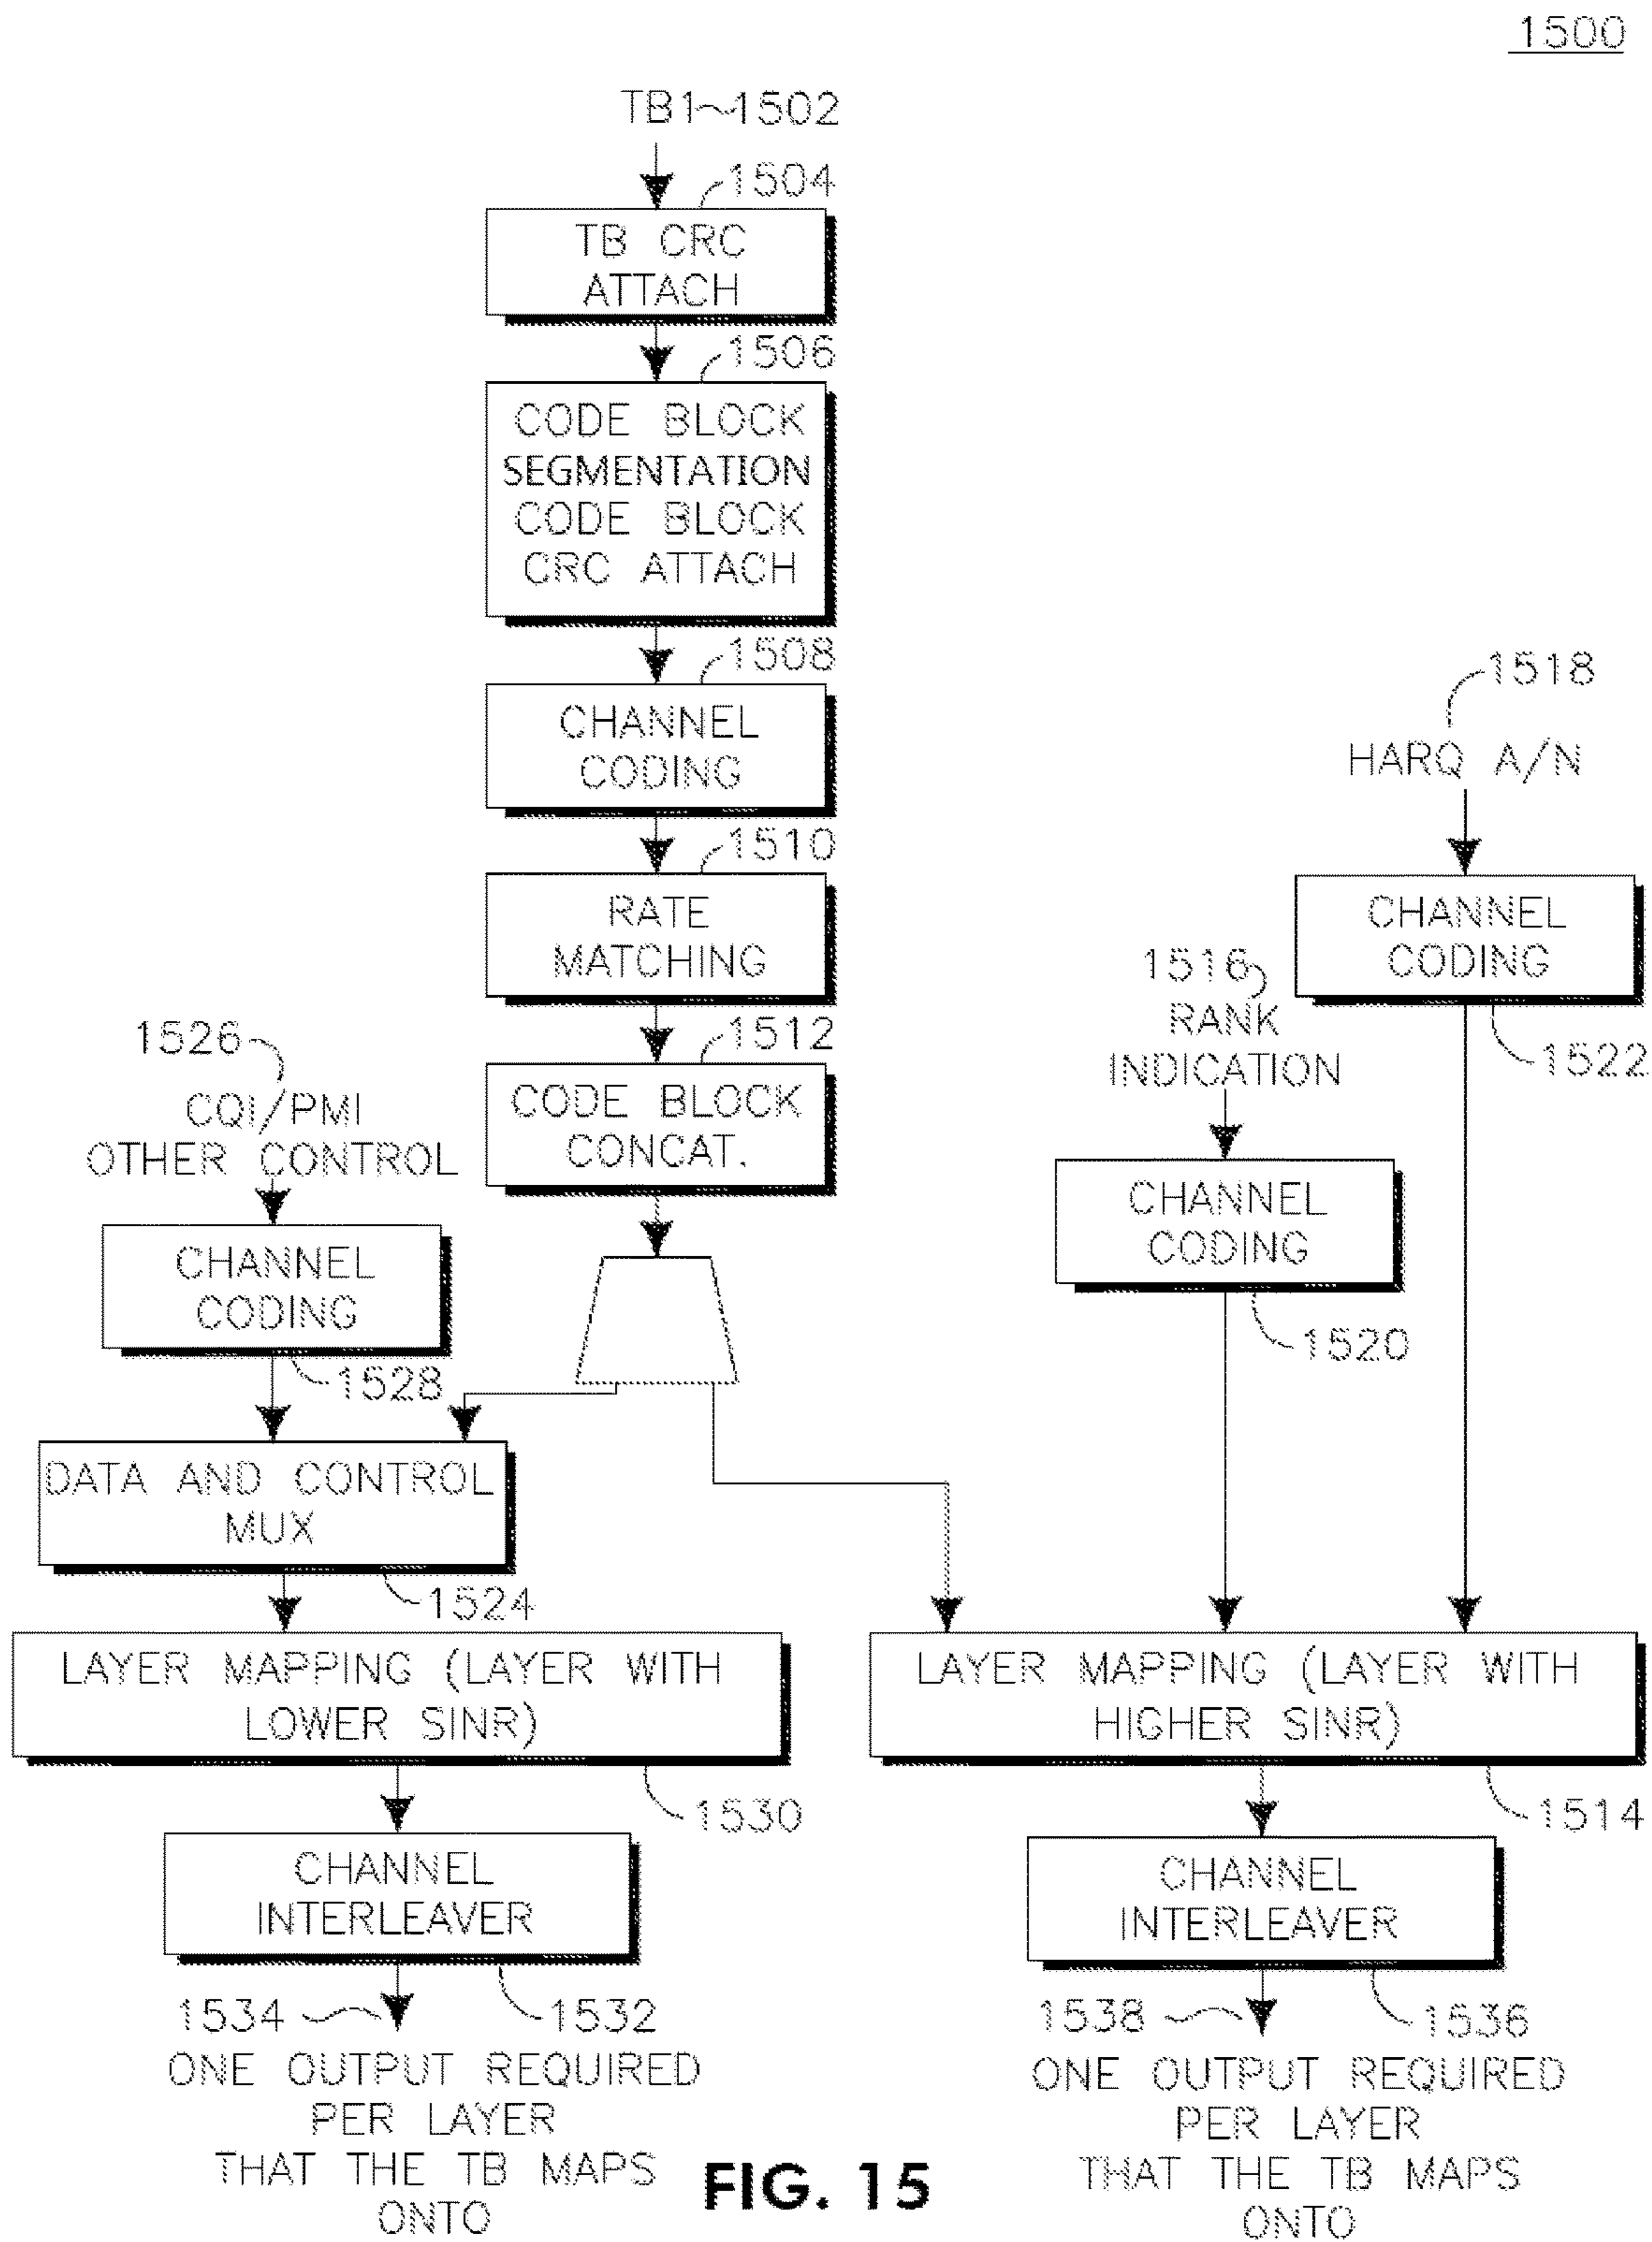 1500
TB1~1502
1504
TB CRC
ATTACH
1506
CODE BLOCK
SEGMENTATION
CODE BLOCK
CRC ATTACH
1508
CHANNEL
CODING
1518
HARQ A/N
1510
RATE
MATCHING
CHANNEL
CODING
1522
1516
RANK
INDICATION
1512
CODE BLOCK
CONCAT.
1526
CQI/PMI
OTHER CONTROL
CHANNEL
CODING
1520
CHANNEL
CODING
1528
DATA AND CONTROL
MUX
1524
LAYER MAPPING (LAYER WITH
LOWER SINR)
1530
LAYER MAPPING (LAYER WITH
HIGHER SINR)
1514
CHANNEL
INTERLEAVER
1532
CHANNEL
INTERLEAVER
1536
1534
ONE OUTPUT REQUIRED
PER LAYER
THAT THE TB MAPS
ONTO
1538
ONE OUTPUT REQUIRED
PER LAYER
THAT THE TB MAPS
ONTO
FIG. 15